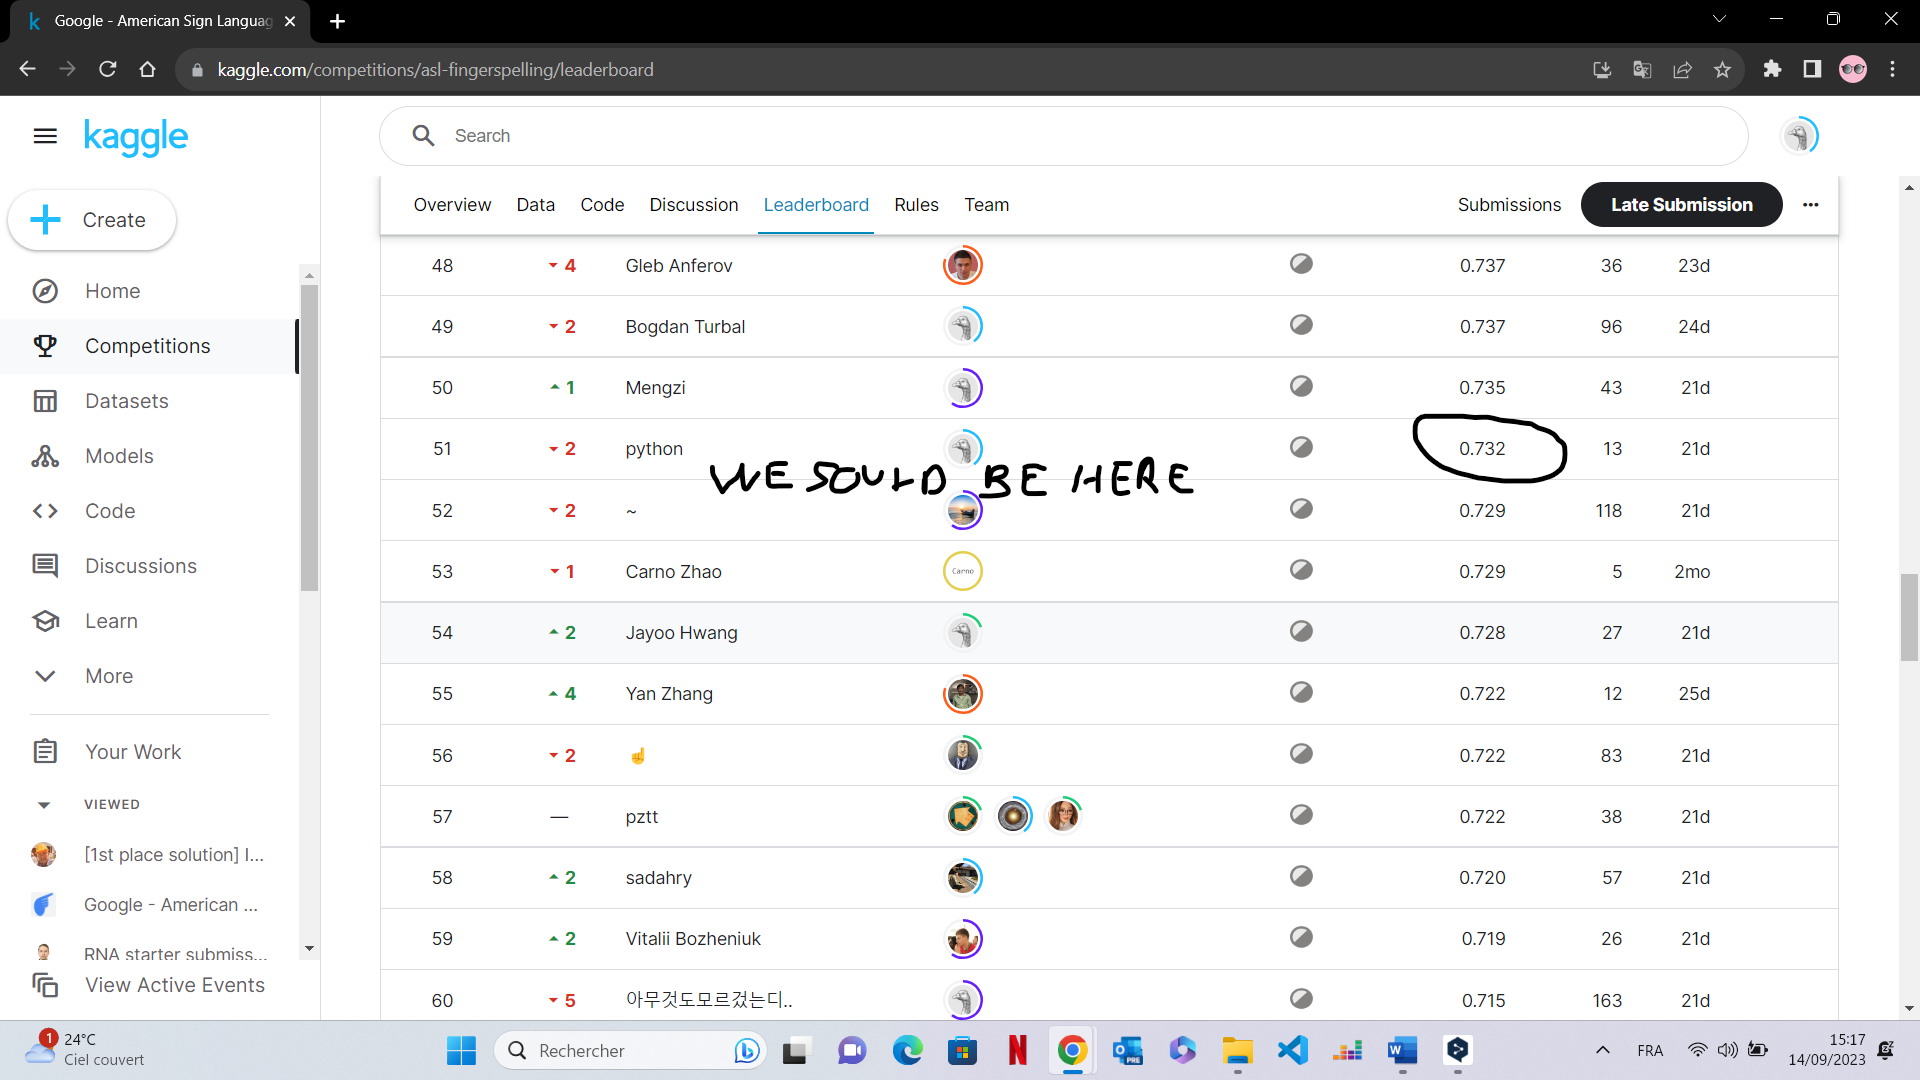 Google - American Sign Languag
kaggle.com/competitions/asl-fingerspelling/leaderboard
kaggle
Search
Create
Overview Data Code Discussion Leaderboard Rules Team Submissions Late Submission
Home
Competitions
Datasets
Models
Code
Discussions
Learn
More
Your Work
VIEWED
[1st place solution] I...
Google - American ...
RNA starter submiss...
View Active Events
48 4 Gleb Anferov 0.737 36 23d
49 2 Bogdan Turbal 0.737 96 24d
50 1 Mengzi 0.735 43 21d
51 2 python 0.732 13 21d
WE SOULD BE HERE
52 2 ~ 0.729 118 21d
53 1 Carno Zhao Carno 0.729 5 2mo
54 2 Jayoo Hwang 0.728 27 21d
55 4 Yan Zhang 0.722 12 25d
56 2 ☝ 0.722 83 21d
57 — pztt 0.722 38 21d
58 2 sadahry 0.720 57 21d
59 2 Vitalii Bozheniuk 0.719 26 21d
60 5 아무것도모르겄는디.. 0.715 163 21d
1 24°C
Ciel couvert
Rechercher
PRE
FRA
15:17
14/09/2023